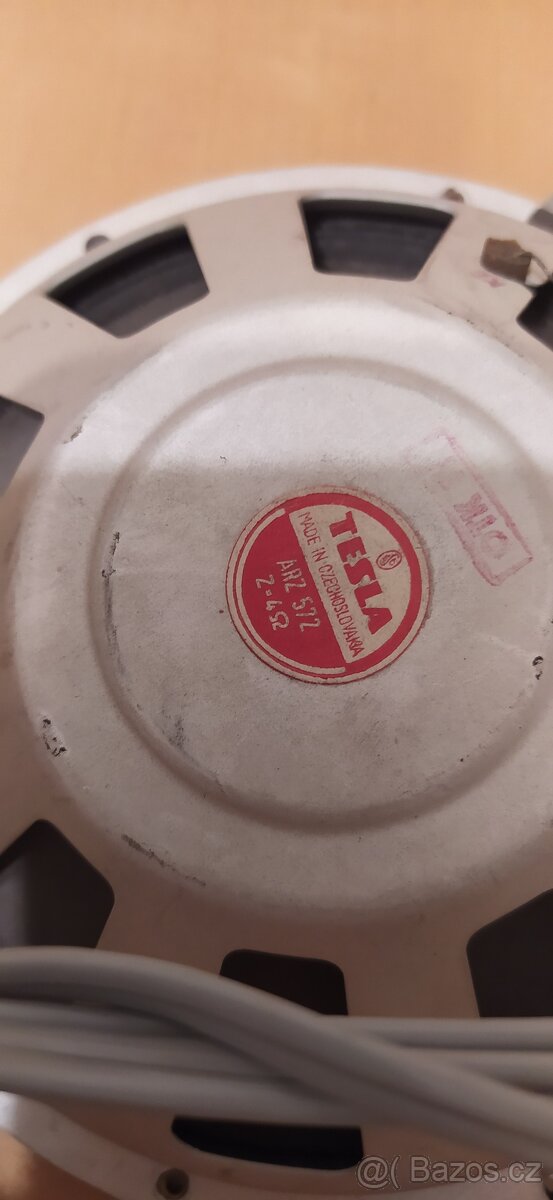 TESLA
MADE IN CZECHOSLOVAKIA
ARZ 572
Z=4Ω
@( Bazos.cz